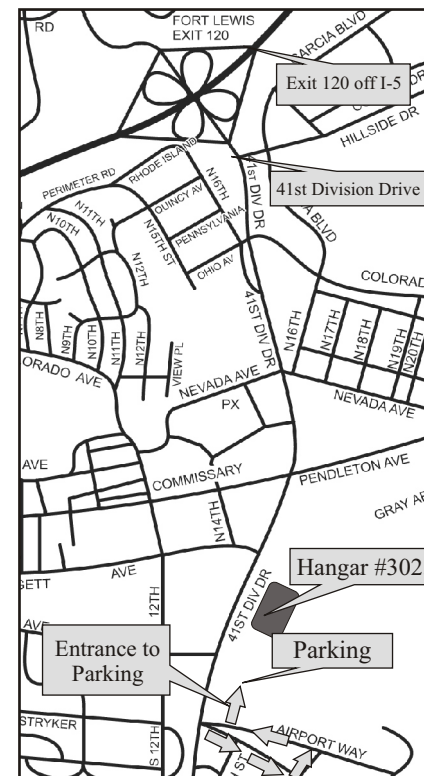 RD
FORT LEWIS
EXIT 120
GARCIA BLVD
Exit 120 off I-5
HILLSIDE DR
41st Division Drive
41ST DIV DR
BLVD
PERIMETER RD
RHODE ISLAND
N16TH
QUINCY AV
PENNSYLVANIA
N15TH ST
OHIO AV
N11TH
N10TH
N12TH
COLORAD
41ST DIV DR
N8TH
N9TH
N10TH
N11TH
N12TH
VIEW PL
N16TH
N17TH
N18TH
N19TH
N20TH
ORADO AVE
NEVADA AVE
NEVADA AVE
PX
AVE
COMMISSARY
PENDLETON AVE
N14TH
GRAY
GETT
AVE
12TH
41ST DIV DR
Hangar #302
AVE
Entrance to
Parking
Parking
STRYKER
S 12TH
AIRPORT WAY
ST